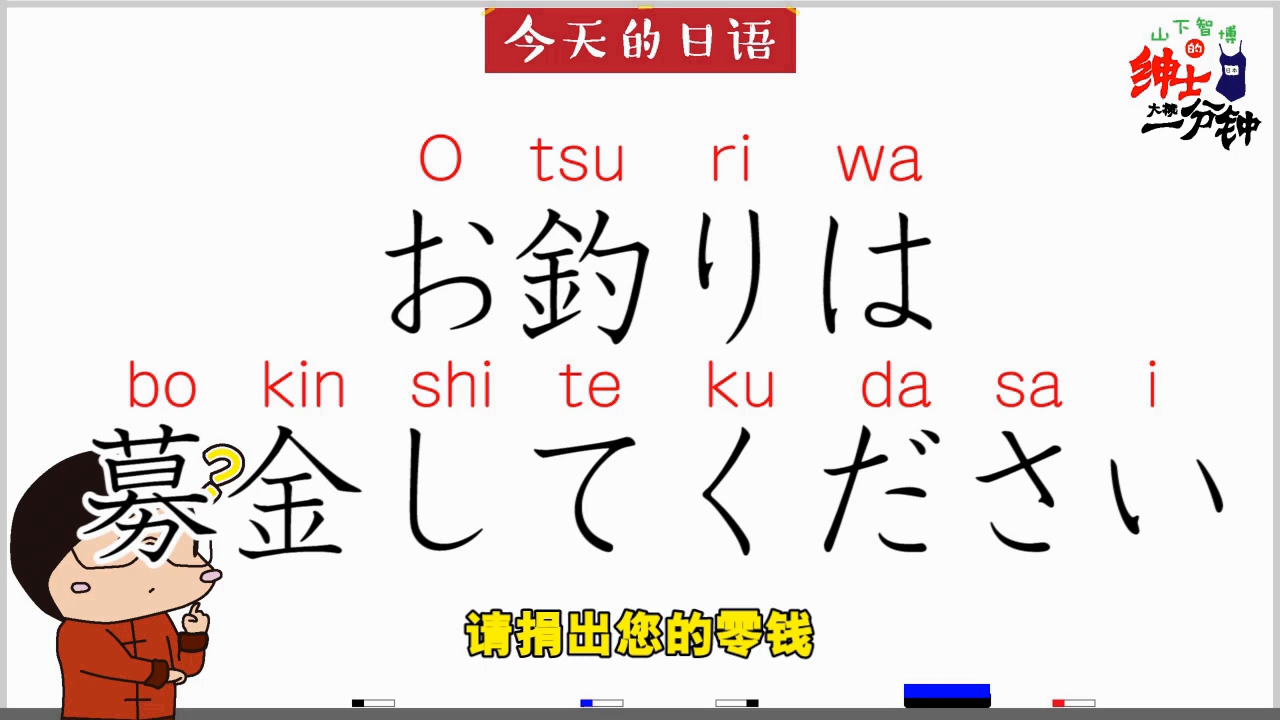 今天的日语
山下智博
的
日本
绅士
大概
一分钟
O tsu ri wa
お釣りは
bo kin shi te ku da sa i
募金してください
?
请捐出您的零钱